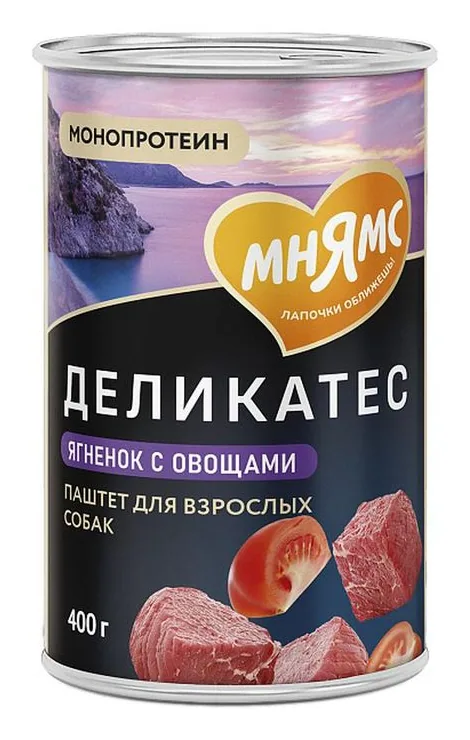 МОНОПРОТЕИН
МНЯМС
ЛАПОЧКИ ОБЛИЖЕШЬ!
ДЕЛИКАТЕС
ЯГНЕНОК С ОВОЩАМИ
ПАШТЕТ ДЛЯ ВЗРОСЛЫХ
СОБАК
400 г